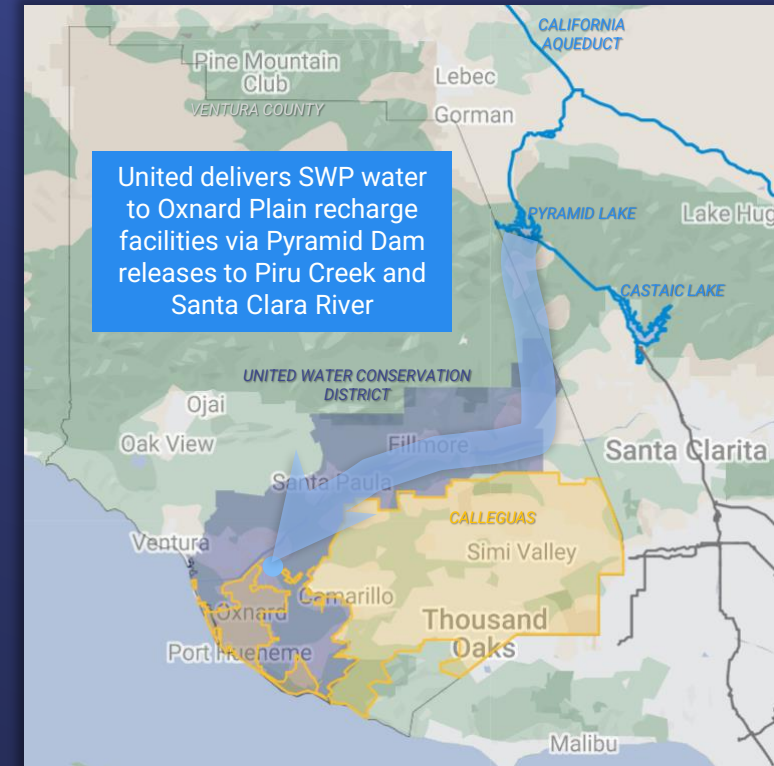 CALIFORNIA
AQUEDUCT
Pine Mountain
Club
Lebec
VENTURA COUNTY
Gorman
United delivers SWP water
to Oxnard Plain recharge
facilities via Pyramid Dam
releases to Piru Creek and
Santa Clara River
PYRAMID LAKE
Lake Hug
CASTAIC LAKE
UNITED WATER CONSERVATION
DISTRICT
Ojai
Oak View
Fillmore
Santa Clarita
Santa Paula
CALLEGUAS
Ventura
Simi Valley
Camarillo
Oxnard
Thousand
Oaks
Port Hueneme
Malibu